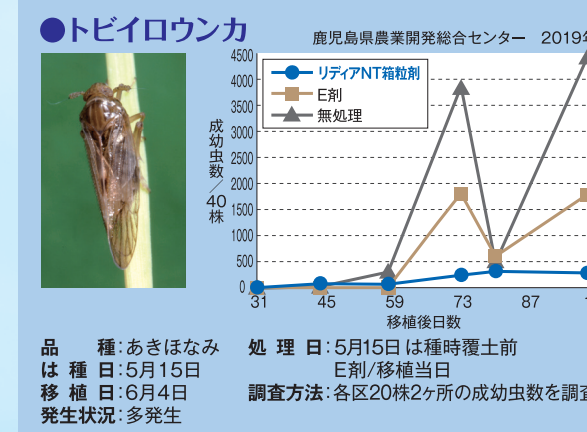 ●トビイロウンカ
鹿児島県農業開発総合センター 2019年
成幼虫数／40株
4500
4000
3500
3000
2500
2000
1500
1000
500
0
リディアNT箱粒剤
E剤
無処理
31 45 59 73 87
移植後日数
品種:あきほなみ
は種日:5月15日
移植日:6月4日
発生状況:多発生
処理日:5月15日 は種時覆土前
E剤/移植当日
調査方法:各区20株2ヶ所の成幼虫数を調査